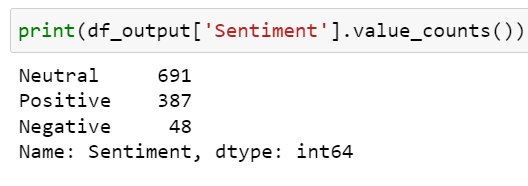 print(df_output['Sentiment'].value_counts())
Neutral     691
Positive    387
Negative     48
Name: Sentiment, dtype: int64